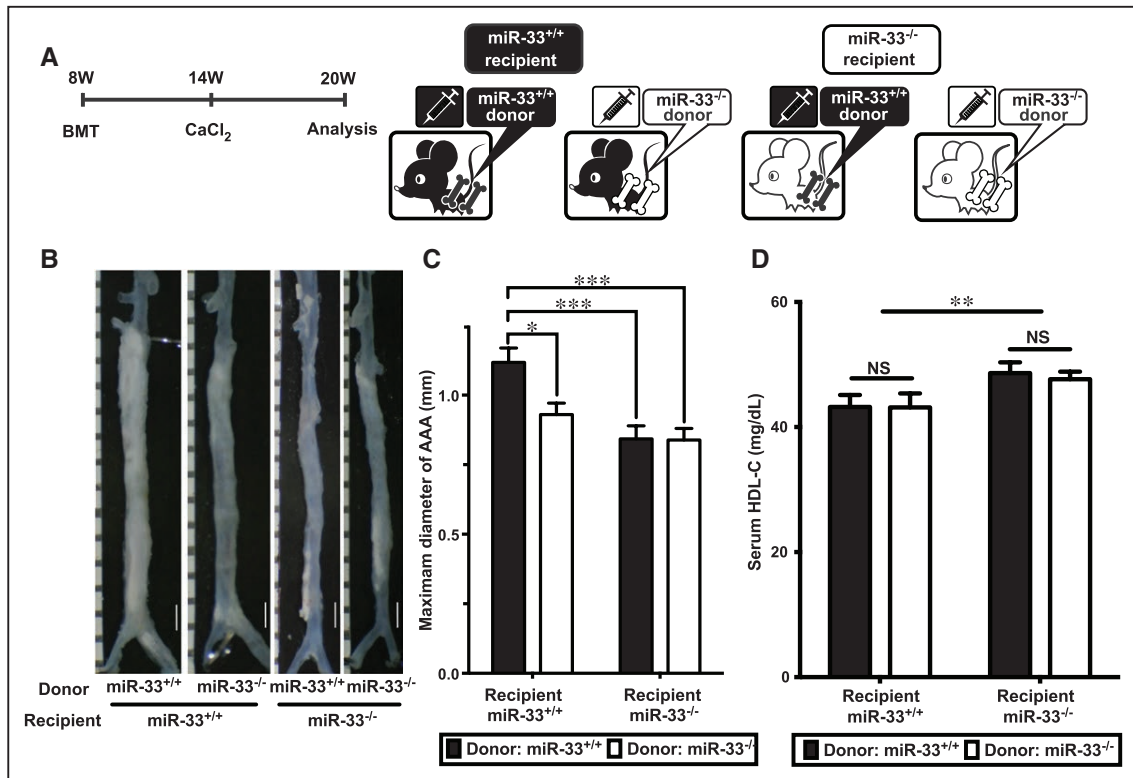 A
8W 14W 20W
BMT CaCl2 Analysis
miR-33+/+
recipient
miR-33-/-
recipient
miR-33+/+
donor
miR-33-/-
donor
miR-33+/+
donor
miR-33-/-
donor
B
Donor miR-33+/+ miR-33-/- miR-33+/+ miR-33-/-
Recipient miR-33+/+ miR-33-/-
C
Maximam diameter of AAA (mm)
***
***
*
1.0
0.5
0.0
Recipient
miR-33+/+
Recipient
miR-33-/-
Donor: miR-33+/+ Donor: miR-33-/-
D
Serum HDL-C (mg/dL)
60
40
20
0
**
NS
NS
Recipient
miR-33+/+
Recipient
miR-33-/-
Donor: miR-33+/+ Donor: miR-33-/-